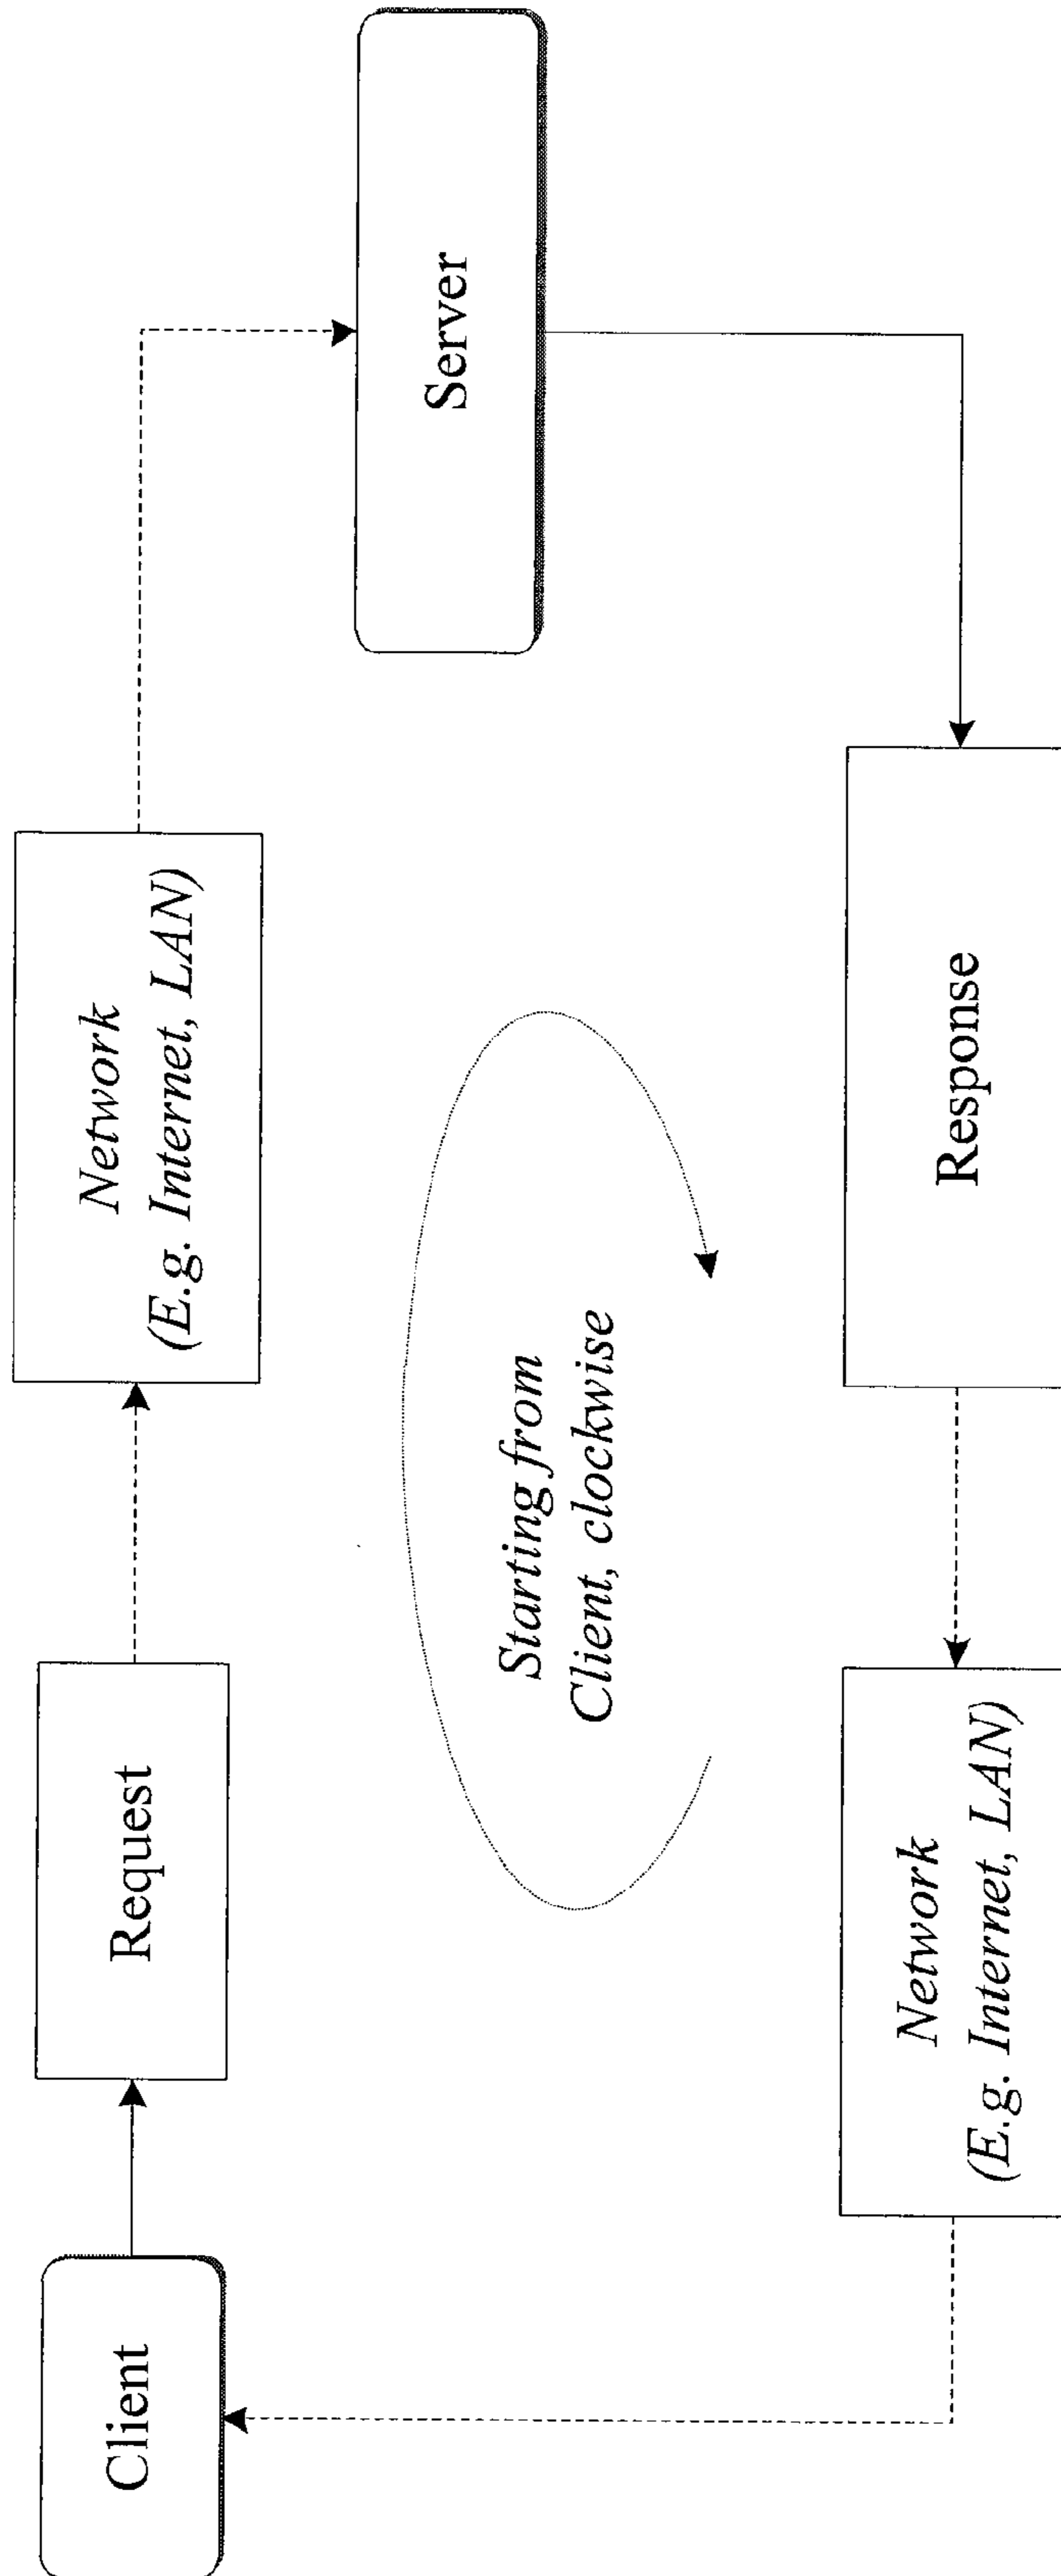 Client
Request
Network
(E.g. Internet, LAN)
Server
Starting from
Client, clockwise
Response
Network
(E.g. Internet, LAN)